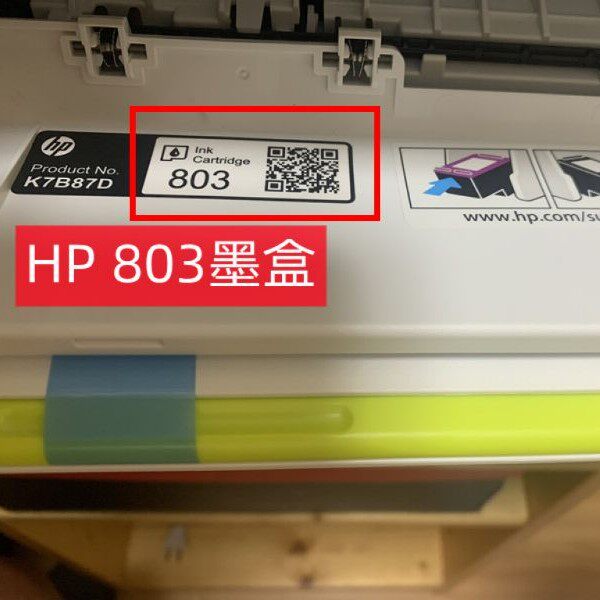 hp
Product No.
K7B87D
Ink
Cartridge
803
www.hp.com/su
HP 803墨盒